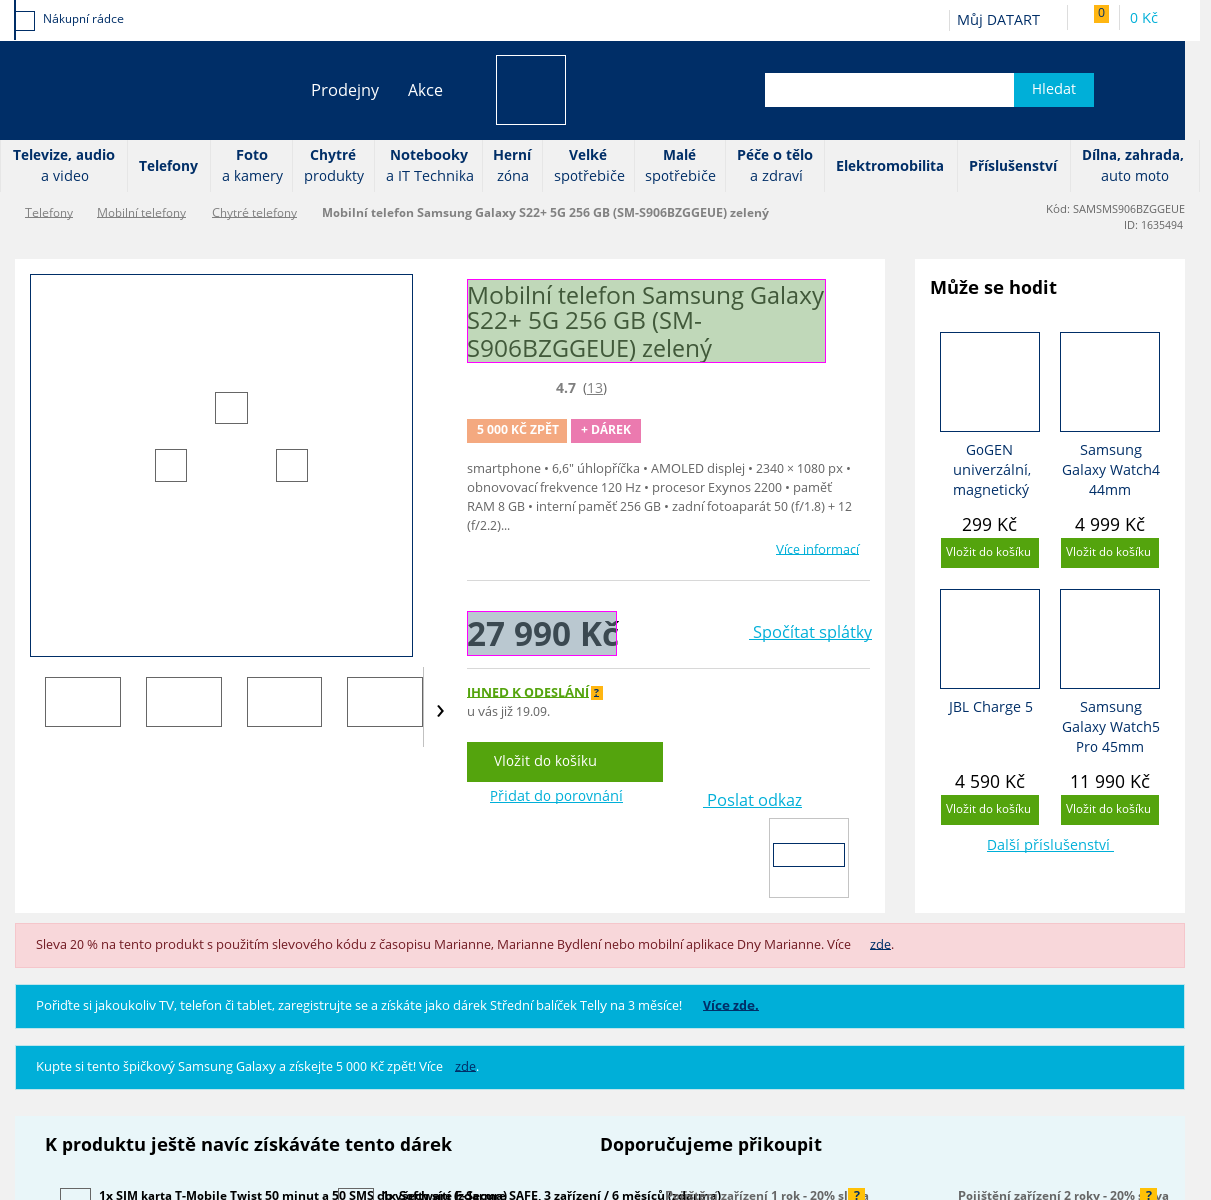 Nákupní rádce
Můj DATART
0
0 Kč
Prodejny
Akce
Hledat
Televize, audio
a video
Telefony
Foto
a kamery
Chytré
produkty
Notebooky
a IT Technika
Herní
zóna
Velké
spotřebiče
Malé
spotřebiče
Péče o tělo
a zdraví
Elektromobilita
Příslušenství
Dílna, zahrada,
auto moto
Telefony
Mobilní telefony
Chytré telefony
Mobilní telefon Samsung Galaxy S22+ 5G 256 GB (SM-S906BZGGEUE) zelený
Kód: SAMSMS906BZGGEUE
ID: 1635494
Mobilní telefon Samsung Galaxy
S22+ 5G 256 GB (SM-
S906BZGGEUE) zelený
4.7 (13)
5 000 KČ ZPĚT
+ DÁREK
smartphone • 6,6" úhlopříčka • AMOLED displej • 2340 × 1080 px •
obnovovací frekvence 120 Hz • procesor Exynos 2200 • paměť
RAM 8 GB • interní paměť 256 GB • zadní fotoaparát 50 (f/1.8) + 12
(f/2.2)...
Více informací
27 990 Kč
Spočítat splátky
IHNED K ODESLÁNÍ ?
u vás již 19.09.
Vložit do košíku
Přidat do porovnání
Poslat odkaz
Může se hodit
GoGEN
univerzální,
magnetický
299 Kč
Vložit do košíku
Samsung
Galaxy Watch4
44mm
4 999 Kč
Vložit do košíku
JBL Charge 5
4 590 Kč
Vložit do košíku
Samsung
Galaxy Watch5
Pro 45mm
11 990 Kč
Vložit do košíku
Další příslušenství
Sleva 20 % na tento produkt s použitím slevového kódu z časopisu Marianne, Marianne Bydlení nebo mobilní aplikace Dny Marianne. Více zde.
Pořiďte si jakoukoliv TV, telefon či tablet, zaregistrujte se a získáte jako dárek Střední balíček Telly na 3 měsíce! Více zde.
Kupte si tento špičkový Samsung Galaxy a získejte 5 000 Kč zpět! Více zde.
K produktu ještě navíc získáváte tento dárek
Doporučujeme přikoupit
1x SIM karta T-Mobile Twist 50 minut a 50 SMS do všech sítí (zdarma)
1x Software F-Secure SAFE, 3 zařízení / 6 měsíců (zdarma)
Pojištění zařízení 1 rok - 20% sleva
?
Pojištění zařízení 2 roky - 20% sleva
?